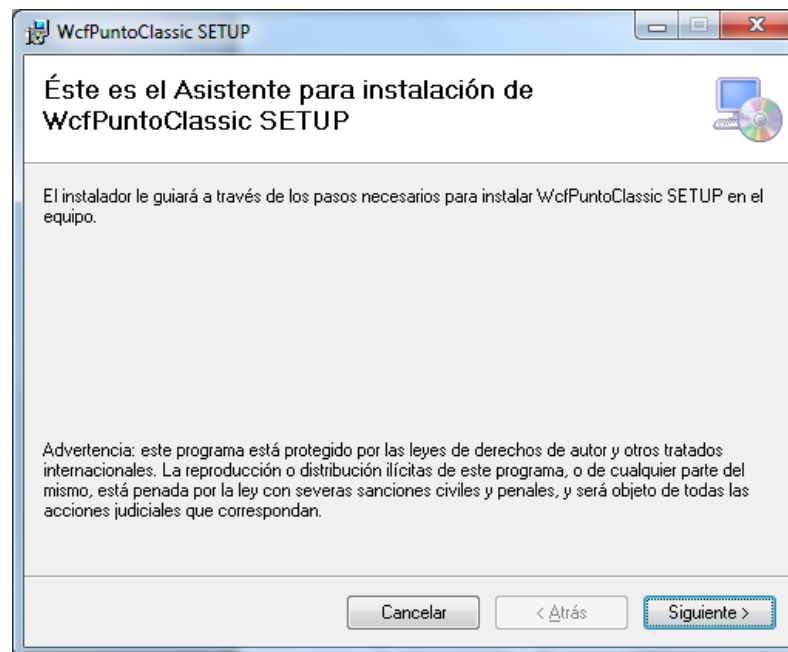 WcfPuntoClassic SETUP
Éste es el Asistente para instalación de
WcfPuntoClassic SETUP
El instalador le guiará a través de los pasos necesarios para instalar WcfPuntoClassic SETUP en el
equipo.
Advertencia: este programa está protegido por las leyes de derechos de autor y otros tratados
internacionales. La reproducción o distribución ilícitas de este programa, o de cualquier parte del
mismo, está penada por la ley con severas sanciones civiles y penales, y será objeto de todas las
acciones judiciales que correspondan.
Cancelar < Atrás Siguiente >